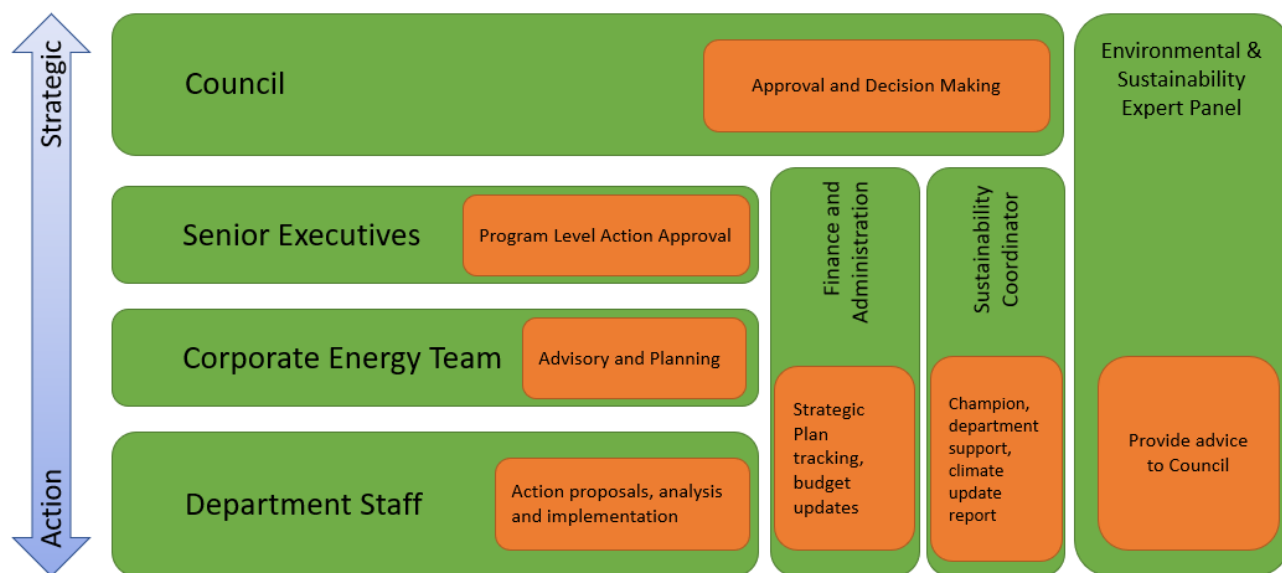 Strategic
Action
Council
Approval and Decision Making
Environmental &
Sustainability
Expert Panel
Provide advice
to Council
Senior Executives
Program Level Action Approval
Finance and
Administration
Strategic
Plan
tracking,
budget
updates
Sustainability
Coordinator
Champion,
department
support,
climate
update
report
Corporate Energy Team
Advisory and Planning
Department Staff
Action proposals, analysis
and implementation